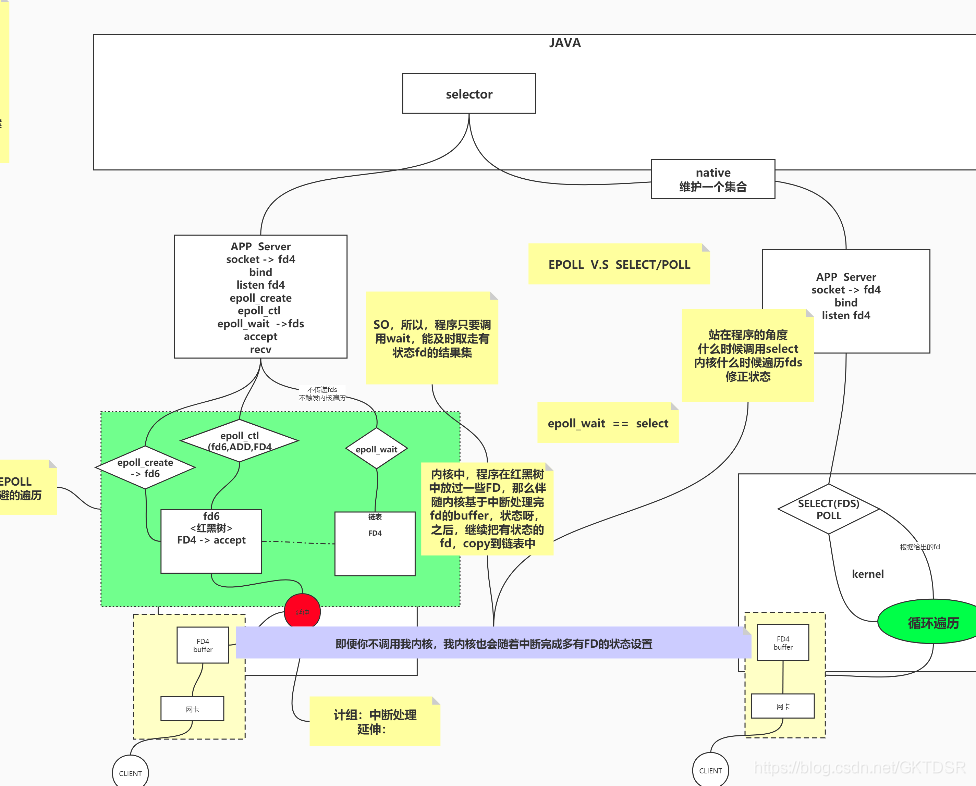 JAVA
selector
native
维护一个集合
APP Server
socket -> fd4
bind
listen fd4
epoll_create
epoll_ctl
epoll_wait ->fds
accept
recv
EPOLL V.S SELECT/POLL
APP Server
socket -> fd4
bind
listen fd4
SO，所以，程序只要调
用wait，能及时取走有
状态fd的结果集
站在程序的角度
什么时候调用select
内核什么时候遍历fds
修正状态
不传递fds
不触发内核遍历
epoll_wait == select
epoll_create
-> fd6
epoll_ctl
(fd6,ADD,FD4
epoll_wait
EPOLL
避的遍历
内核中，程序在红黑树
中放过一些FD，那么伴
随内核基于中断处理完
fd的buffer，状态呀，
之后，继续把有状态的
fd，copy到链表中
fd6
<红黑树>
FD4 -> accept
链表
FD4
SELECT(FDS)
POLL
根据给出的fd
kernel
循环遍历
FD4
buffer
即便你不调用我内核，我内核也会随着中断完成多有FD的状态设置
FD4
buffer
网卡
计组：中断处理
延伸：
网卡
CLIENT
CLIENT
https://blog.csdn.net/GKTDSR